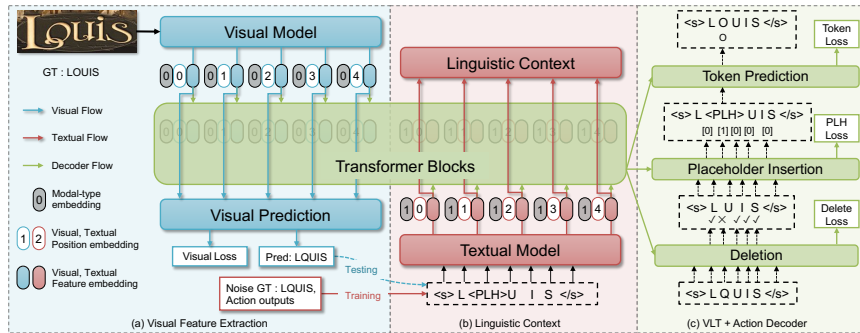 Louis
GT : LOUIS
Visual Flow
Textual Flow
Decoder Flow
0
Modal-type
embedding
1 2
Visual, Textual
Position embedding
Visual, Textual
Feature embedding
Visual Model
0 0 0 1 0 2 0 3 0 4
Transformer Blocks
Visual Prediction
Visual Loss
Pred: LQUIS
Noise GT : LQUIS,
Action outputs
Testing
Training
(a) Visual Feature Extraction
Linguistic Context
1 0 1 1 1 2 1 3 1 4
Textual Model
<s> L <PLH>U I S </s>
(b) Linguistic Context
<s> L O U I S </s>
O
Token
Loss
Token Prediction
<s> L <PLH> U I S </s>
[0] [1] [0] [0] [0]
PLH
Loss
Placeholder Insertion
<s> L U I S </s>
✓ × ✓ ✓ ✓
Delete
Loss
Deletion
<s> L Q U I S </s>
(c) VLT + Action Decoder